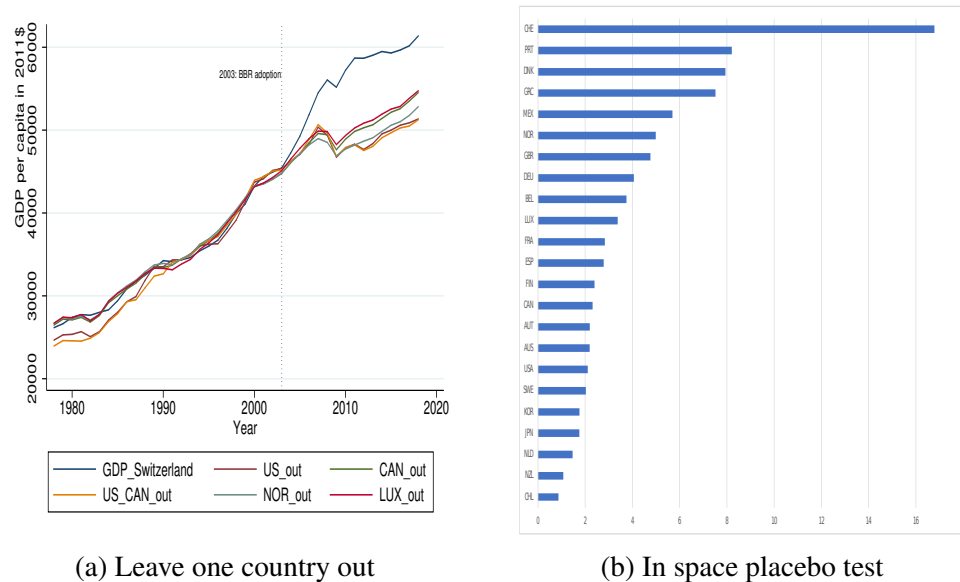 GDP per capita in 2011$
60000
50000
40000
30000
20000
2003: BBR adoption
1980 1990 2000 2010 2020
Year
GDP_Switzerland US_out CAN_out
US_CAN_out NOR_out LUX_out
(a) Leave one country out
CHE
PRT
DNK
GRC
MEX
NOR
GBR
DEU
BEL
LUX
FRA
ESP
FIN
CAN
AUT
AUS
USA
SWE
KOR
JPN
NLD
NZL
CHL
0 2 4 6 8 10 12 14 16
(b) In space placebo test